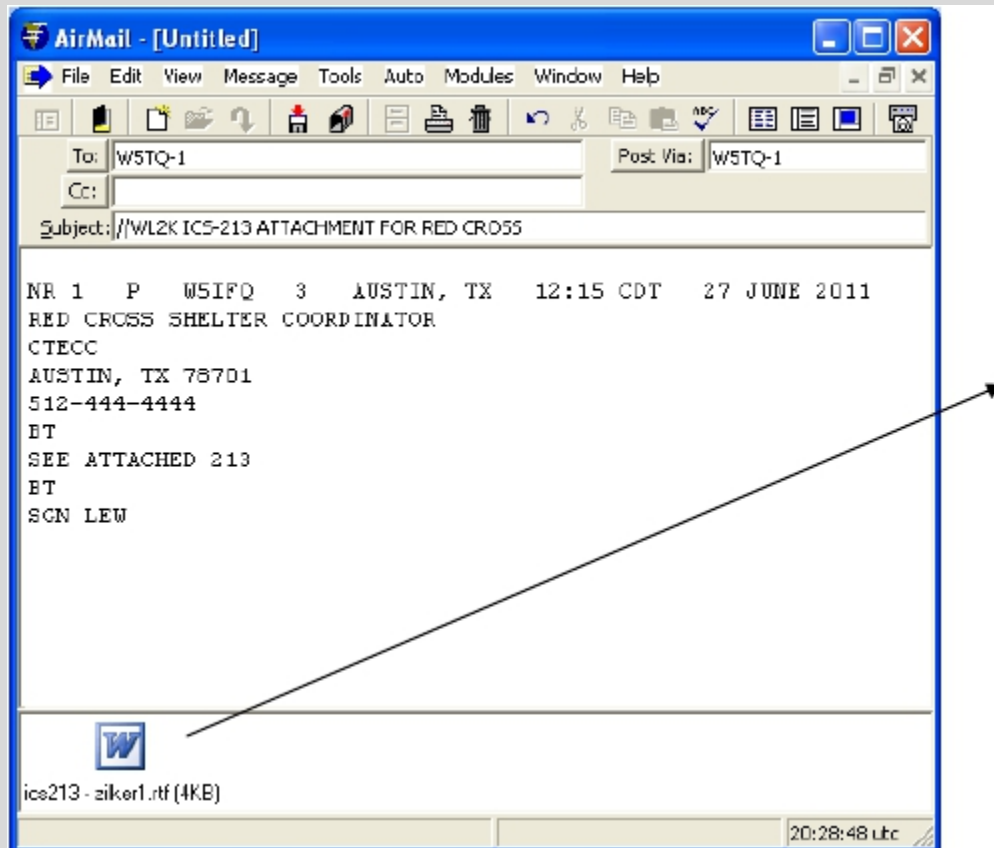 AirMail - [Untitled]
File Edit View Message Tools Auto Modules Window Help
To: W5TQ-1 Post Via: W5TQ-1
Cc:
Subject: //WL2K ICS-213 ATTACHMENT FOR RED CROSS
NR 1 P W5IFQ 3 AUSTIN, TX 12:15 CDT 27 JUNE 2011
RED CROSS SHELTER COORDINATOR
CTECC
AUSTIN, TX 78701
512-444-4444
BT
SEE ATTACHED 213
BT
SGN LEW
W
ics213 - zilker1.rtf (4KB)
20:28:48 utc